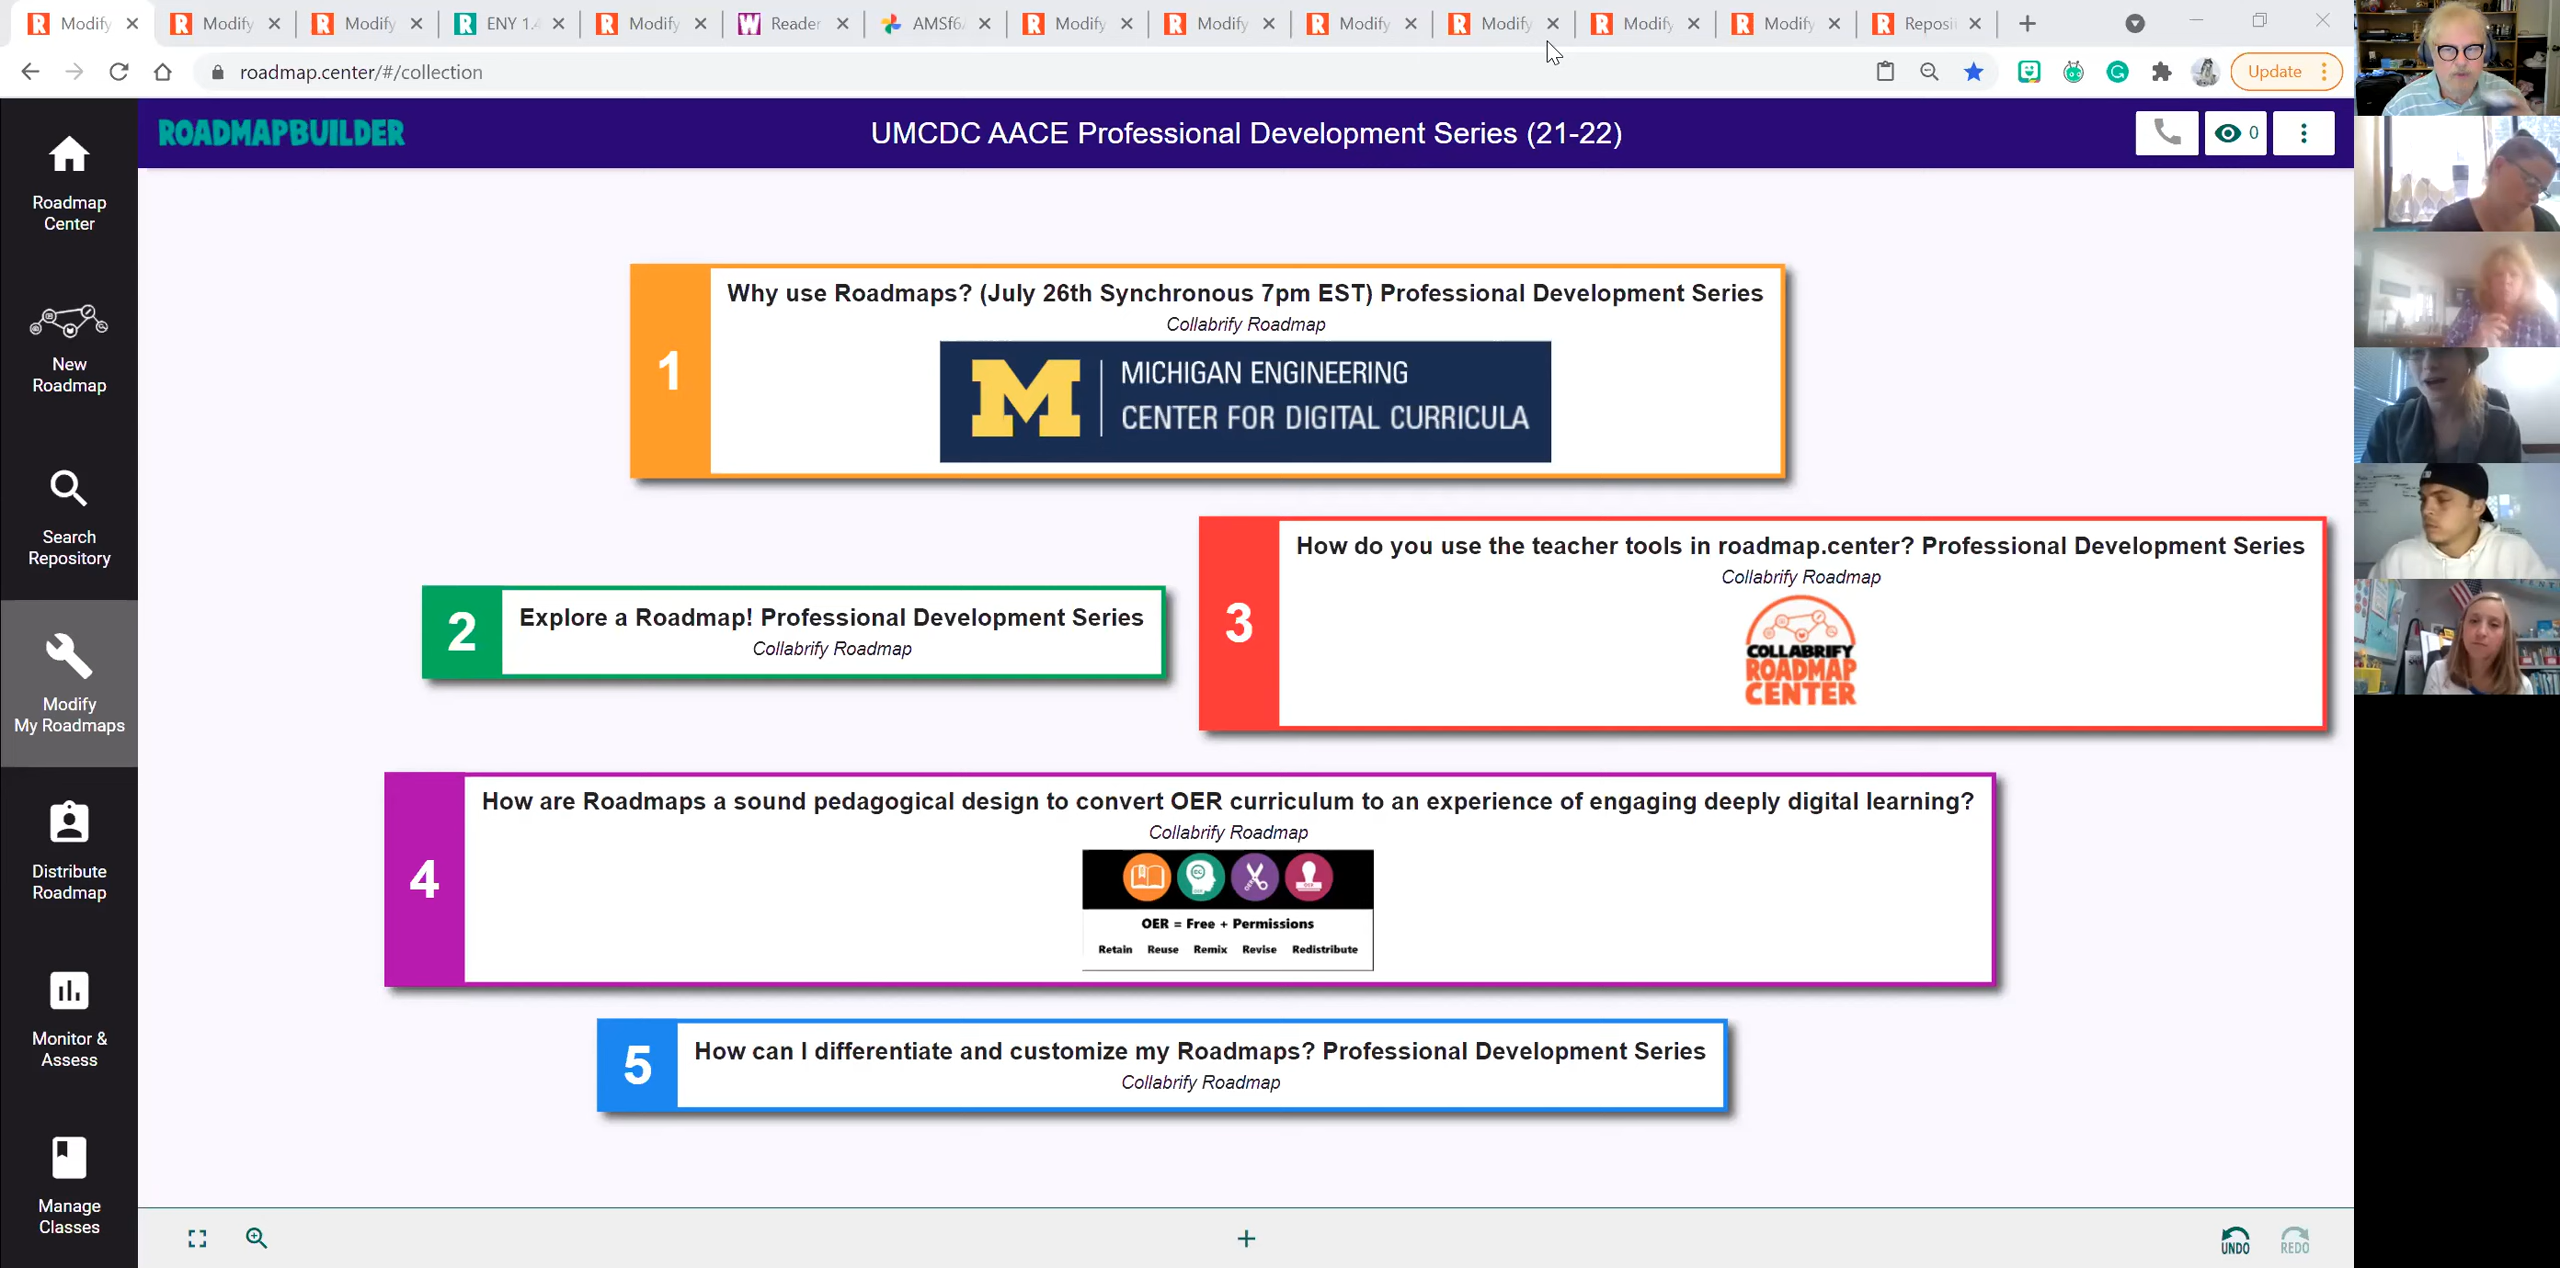 Modify
Modify
Modify
ENY 1.4
Modify
Reader
AMSf6
Modify
Modify
Modify
Modify
Modify
Modify
Reposi
roadmap.center/#/collection
Update
ROADMAPBUILDER
UMCDC AACE Professional Development Series (21-22)
0
Roadmap
Center
New
Roadmap
Search
Repository
Modify
My Roadmaps
Distribute
Roadmap
Monitor &
Assess
Manage
Classes
1
Why use Roadmaps? (July 26th Synchronous 7pm EST) Professional Development Series
Collabrify Roadmap
M
MICHIGAN ENGINEERING
CENTER FOR DIGITAL CURRICULA
2
Explore a Roadmap! Professional Development Series
Collabrify Roadmap
3
How do you use the teacher tools in roadmap.center? Professional Development Series
Collabrify Roadmap
COLLABRIFY
ROADMAP
CENTER
4
How are Roadmaps a sound pedagogical design to convert OER curriculum to an experience of engaging deeply digital learning?
Collabrify Roadmap
OER = Free + Permissions
Retain Reuse Remix Revise Redistribute
5
How can I differentiate and customize my Roadmaps? Professional Development Series
Collabrify Roadmap
UNDO
REDO